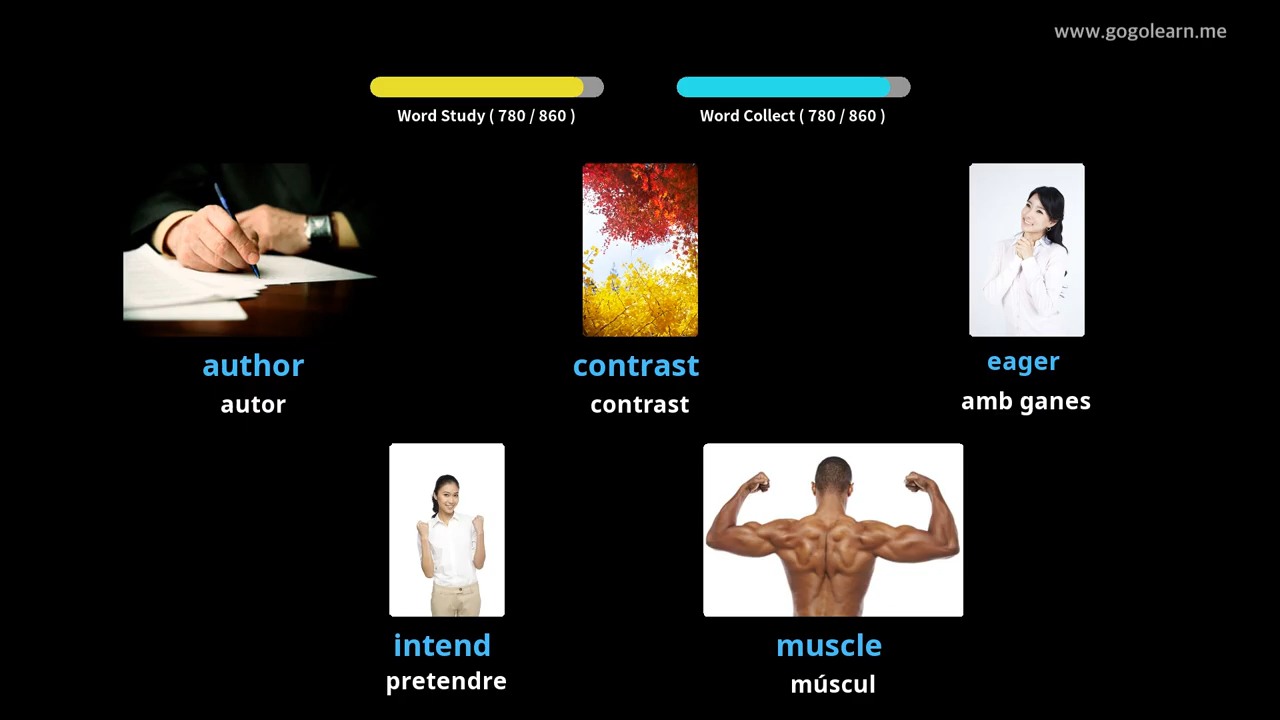 www.gogolearn.me
Word Study ( 780 / 860 )
Word Collect ( 780 / 860 )
author
autor
contrast
contrast
eager
amb ganes
intend
pretendre
muscle
múscul